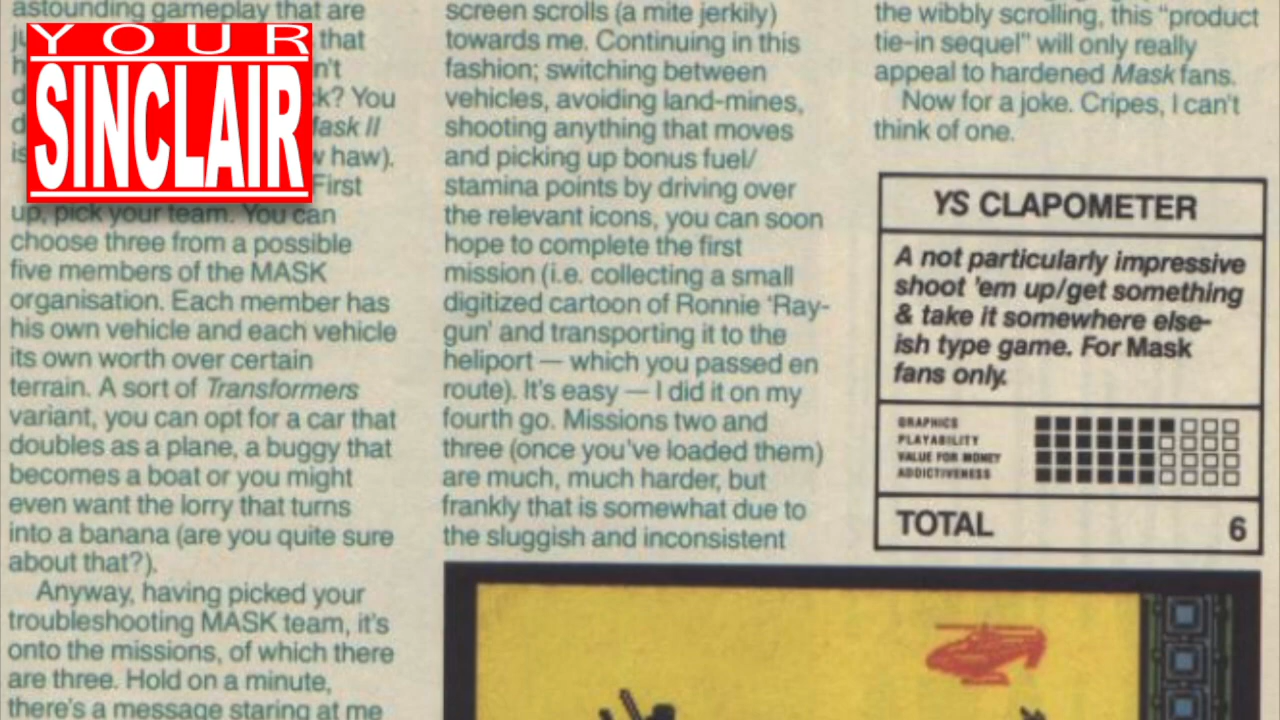 astounding gameplay that are
that
n't
k? You
Mask II
haw).
First
up, pick your team. You can
choose three from a possible
five members of the MASK
organisation. Each member has
his own vehicle and each vehicle
its own worth over certain
terrain. A sort of Transformers
variant, you can opt for a car that
doubles as a plane, a buggy that
becomes a boat or you might
even want the lorry that turns
into a banana (are you quite sure
about that?).
Anyway, having picked your
troubleshooting MASK team, it's
onto the missions, of which there
are three. Hold on a minute,
there's a message staring at me
YOUR
SINCLAIR
screen scrolls (a mite jerkily)
towards me. Continuing in this
fashion; switching between
vehicles, avoiding land-mines,
shooting anything that moves
and picking up bonus fuel/
stamina points by driving over
the relevant icons, you can soon
hope to complete the first
mission (i.e. collecting a small
digitized cartoon of Ronnie 'Ray-
gun' and transporting it to the
heliport — which you passed en
route). It's easy — I did it on my
fourth go. Missions two and
three (once you've loaded them)
are much, much harder, but
frankly that is somewhat due to
the sluggish and inconsistent
the wibbly scrolling, this "product
tie-in sequel" will only really
appeal to hardened Mask fans.
Now for a joke. Cripes, I can't
think of one.
YS CLAPOMETER
A not particularly impressive
shoot 'em up/get something
& take it somewhere else-
ish type game. For Mask
fans only.
GRAPHICS
PLAYABILITY
VALUE FOR MONEY
ADDICTIVENESS
TOTAL 6